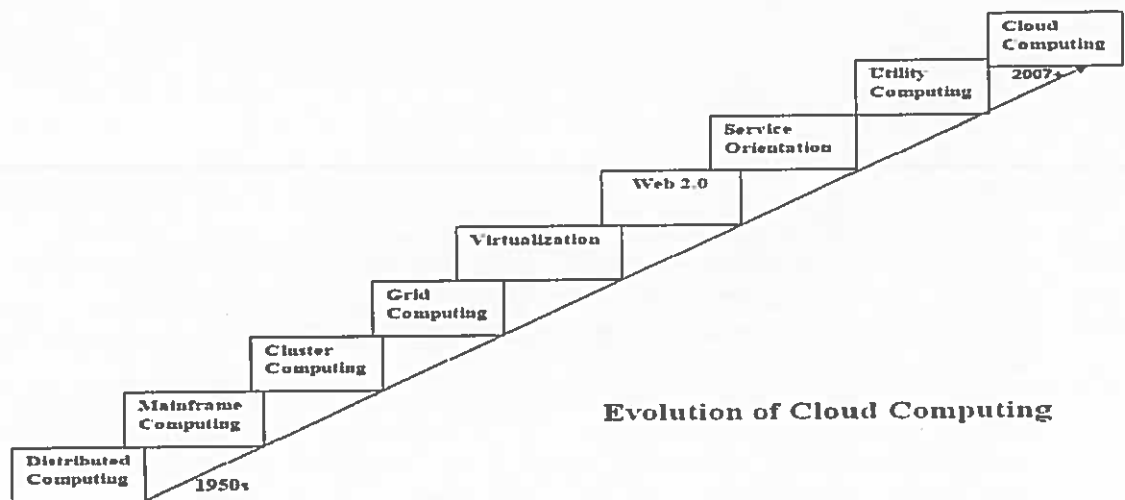 Cloud
Computing
2007+
Utility
Computing
Service
Orientation
Web 2.0
Virtualization
Grid
Computing
Cluster
Computing
Evolution of Cloud Computing
Mainframe
Computing
Distributed
Computing
1950s